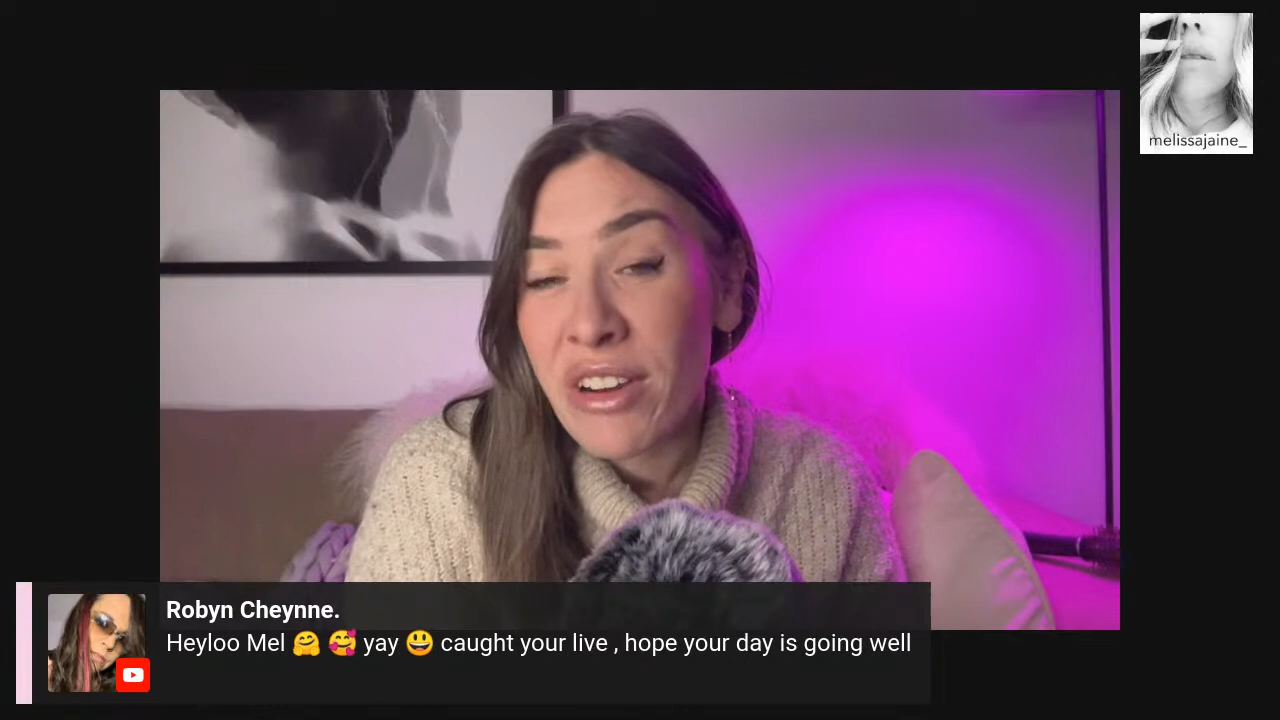 melissajaine_
Robyn Cheynne.
Heyloo Mel 🤗 🥰 yay 😃 caught your live , hope your day is going well